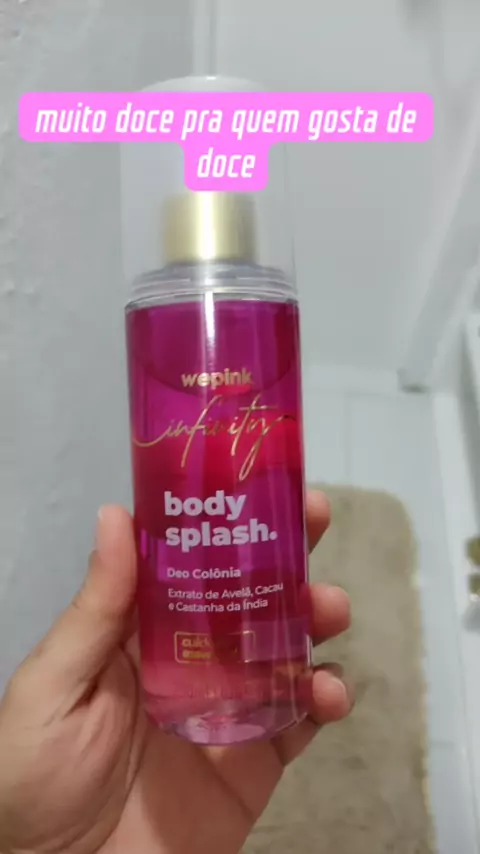 muito doce pra quem gosta de
doce
wepink
infinity
body
splash.
Deo Colônia
Extrato de Avelã, Cacau
e Castanha da Índia